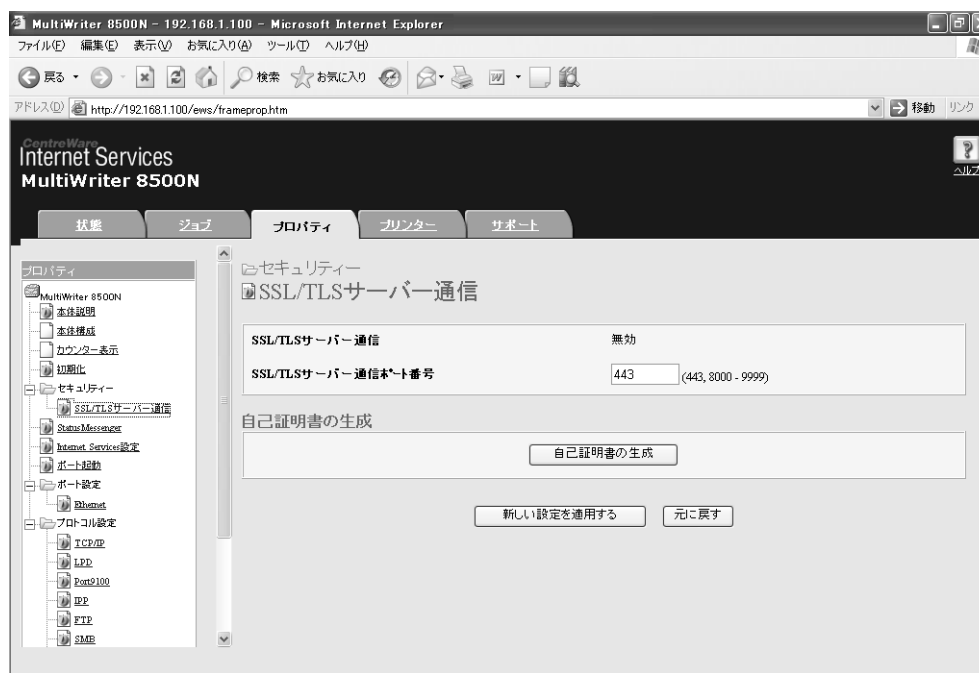 MultiWriter 8500N - 192.168.1.100 - Microsoft Internet Explorer
ファイル(F) 編集(E) 表示(V) お気に入り(A) ツール(T) ヘルプ(H)
戻る 検索 お気に入り
アドレス(D) http://192.168.1.100/ews/frameprop.htm 移動 リンク
CentreWare
Internet Services
MultiWriter 8500N
ヘルプ
状態 ジョブ プロパティ プリンター サポート
プロパティ
MultiWriter 8500N
本体説明
本体構成
カウンター表示
初期化
セキュリティー
SSL/TLSサーバー通信
StatusMessenger
Internet Services設定
ポート起動
ポート設定
Ethernet
プロトコル設定
TCP/IP
LPD
Port9100
IPP
FTP
SMB
セキュリティー
SSL/TLSサーバー通信
SSL/TLSサーバー通信 無効
SSL/TLSサーバー通信ポート番号 443 (443, 8000 - 9999)
自己証明書の生成
自己証明書の生成
新しい設定を適用する 元に戻す